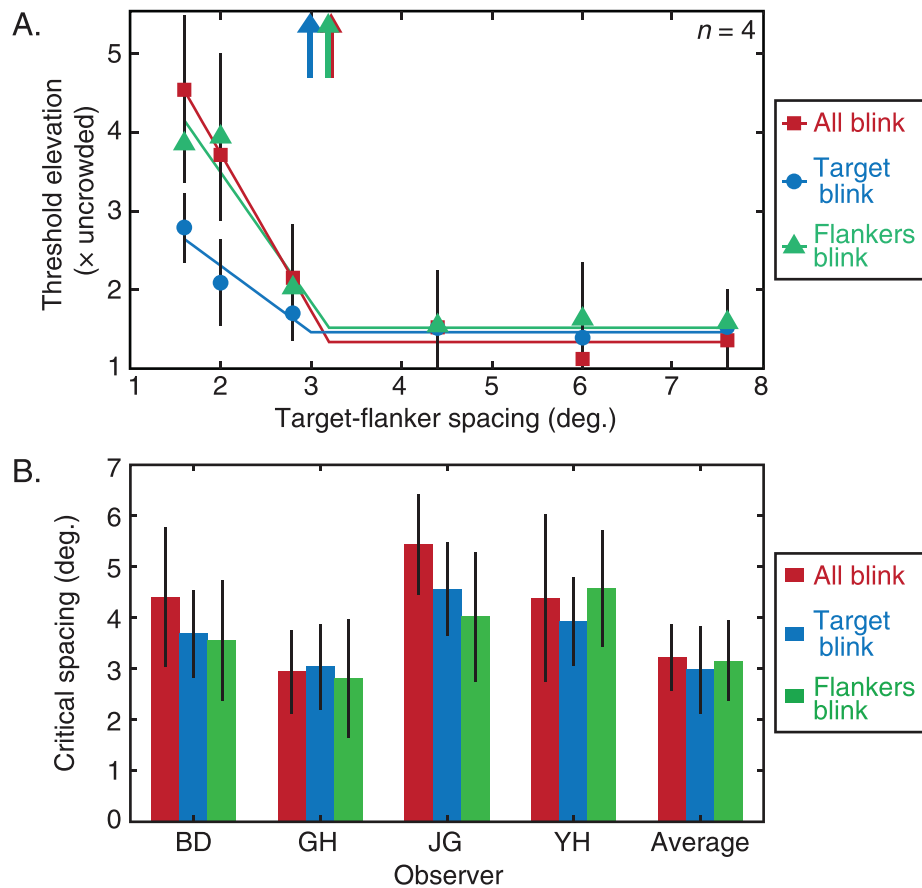 A.
n = 4
5
4
3
2
1
Threshold elevation
(× uncrowded)
1 2 3 4 5 6 7 8
Target-flanker spacing (deg.)
All blink
Target
blink
Flankers
blink
B.
7
6
5
4
3
2
1
0
Critical spacing (deg.)
BD GH JG YH Average
Observer
All blink
Target
blink
Flankers
blink